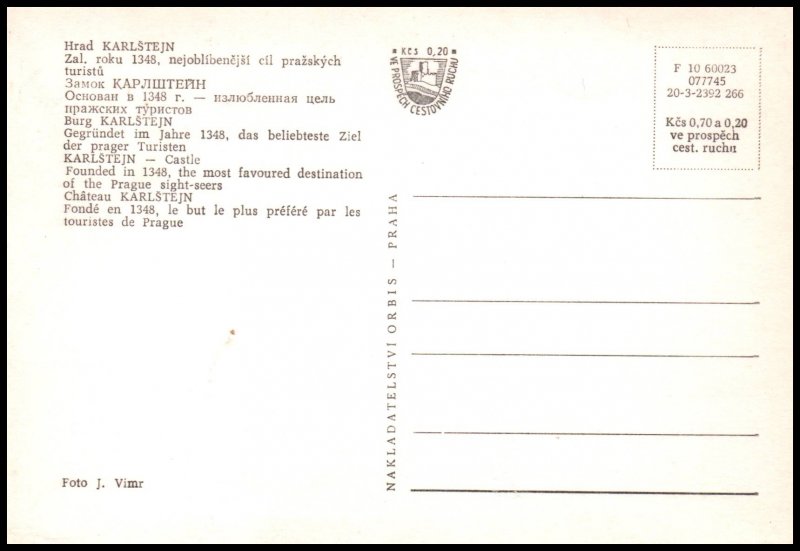 Hrad KARLŠTEJN
Zal. roku 1348, nejoblíbenější cíl pražských
turistů
Замок ҚАРЛШТЕЙН
Основан в 1348 г. — излюбленная цель
пражских ту́ристов
Burg KARLŠTEJN
Gegründet im Jahre 1348, das beliebteste Ziel
der prager Turisten
KARLŠTEJN — Castle
Founded in 1348, the most favoured destination
of the Prague sight-seers
Château KARLŠTEJN
Fondé en 1348, le but le plus préféré par les
touristes de Prague
Foto J. Vimr
Kčs 0,20
VE PROSPĚCH CESTOVNÍHO RUCHU
NAKLADATELSTVÍ ORBIS — PRAHA
F 10 60023
077745
20-3-2392 266
Kčs 0,70 a 0,20
ve prospěch
cest. ruchu